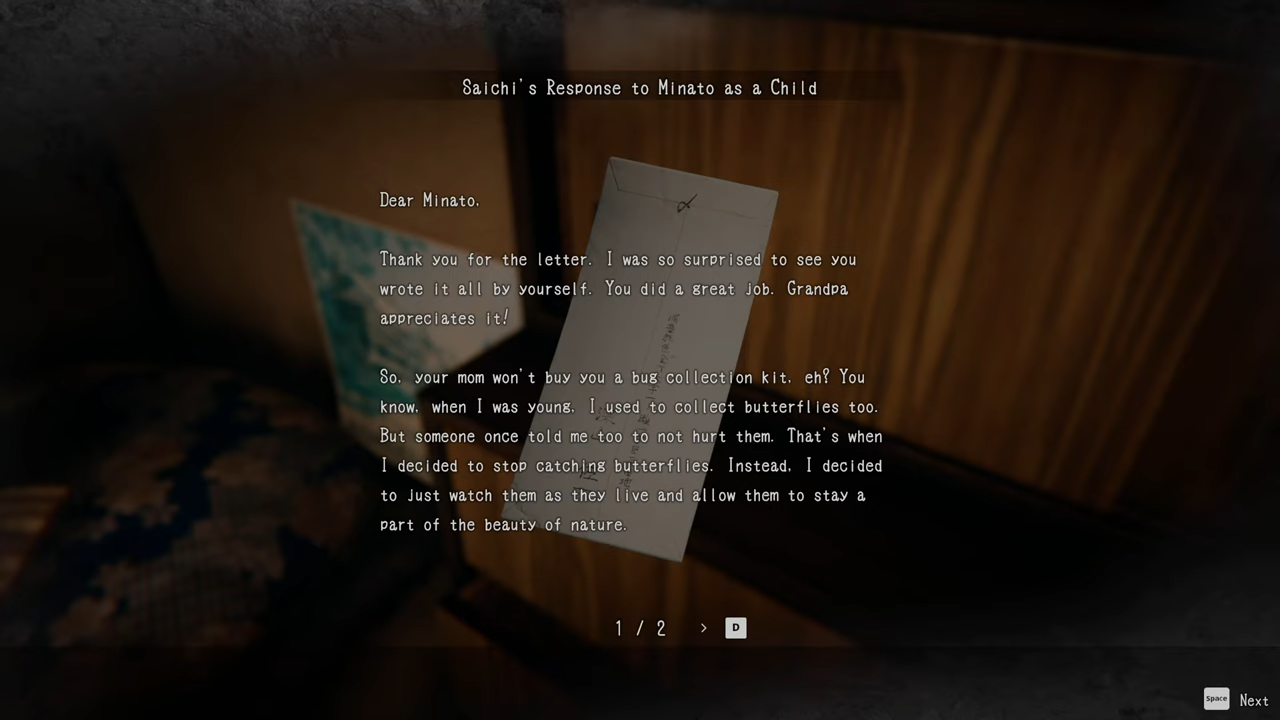 Saichi's Response to Minato as a Child
Dear Minato,
Thank you for the letter. I was so surprised to see you
wrote it all by yourself. You did a great job. Grandpa
appreciates it!
So, your mom won't buy you a bug collection kit, eh? You
know, when I was young, I used to collect butterflies too.
But someone once told me too to not hurt them. That's when
I decided to stop catching butterflies. Instead, I decided
to just watch them as they live and allow them to stay a
part of the beauty of nature.
1 / 2 > D
Space Next